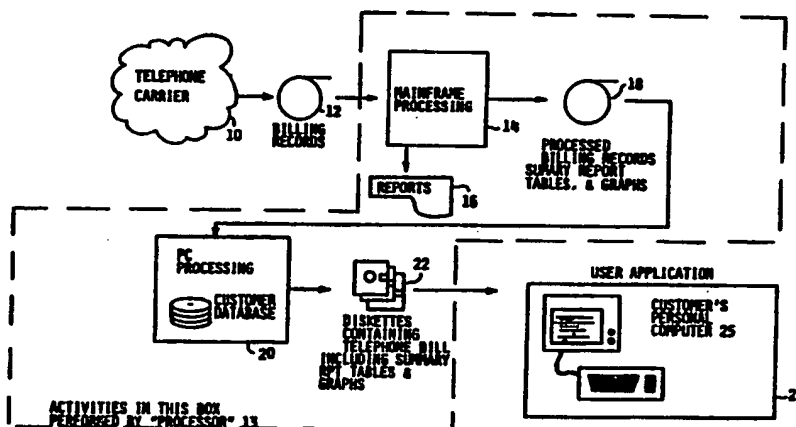 TELEPHONE
CARRIER
10
12
BILLING
RECORDS
MAINFRAME
PROCESSING
14
REPORTS
16
18
PROCESSED
BILLING RECORDS
SUMARY REPORT
TABLES, & GRAPHS
PC
PROCESSING
CUSTOMER
DATABASE
20
22
DISKETTES
CONTAINING
TELEPHONE BILL
INCLUDING SUMMARY
RPT TABLES &
GRAPHS
USER APPLICATION
CUSTOMER'S
PERSONAL
COMPUTER 25
ACTIVITIES IN THIS BOX
PERFORMED BY "PROCESSOR" 13